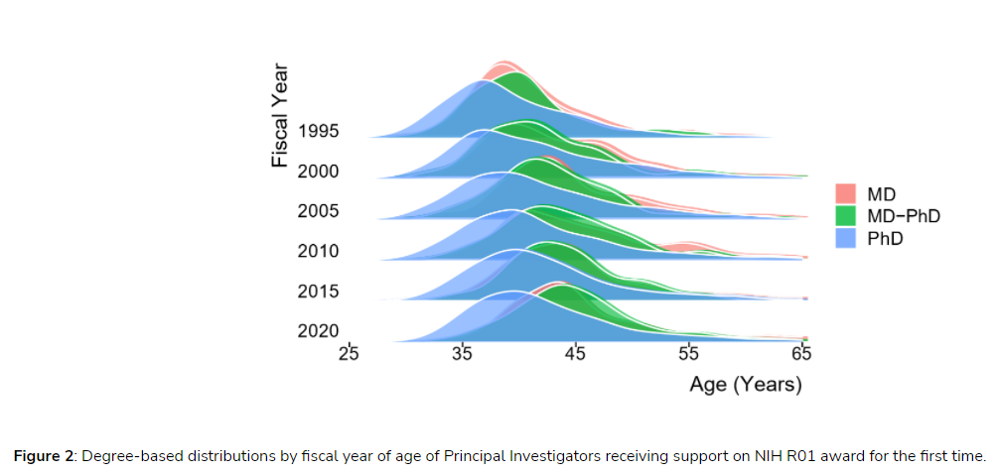 Fiscal Year
1995
2000
2005
2010
2015
2020
25 35 45 55 65
Age (Years)
MD
MD−PhD
PhD
Figure 2: Degree-based distributions by fiscal year of age of Principal Investigators receiving support on NIH R01 award for the first time.